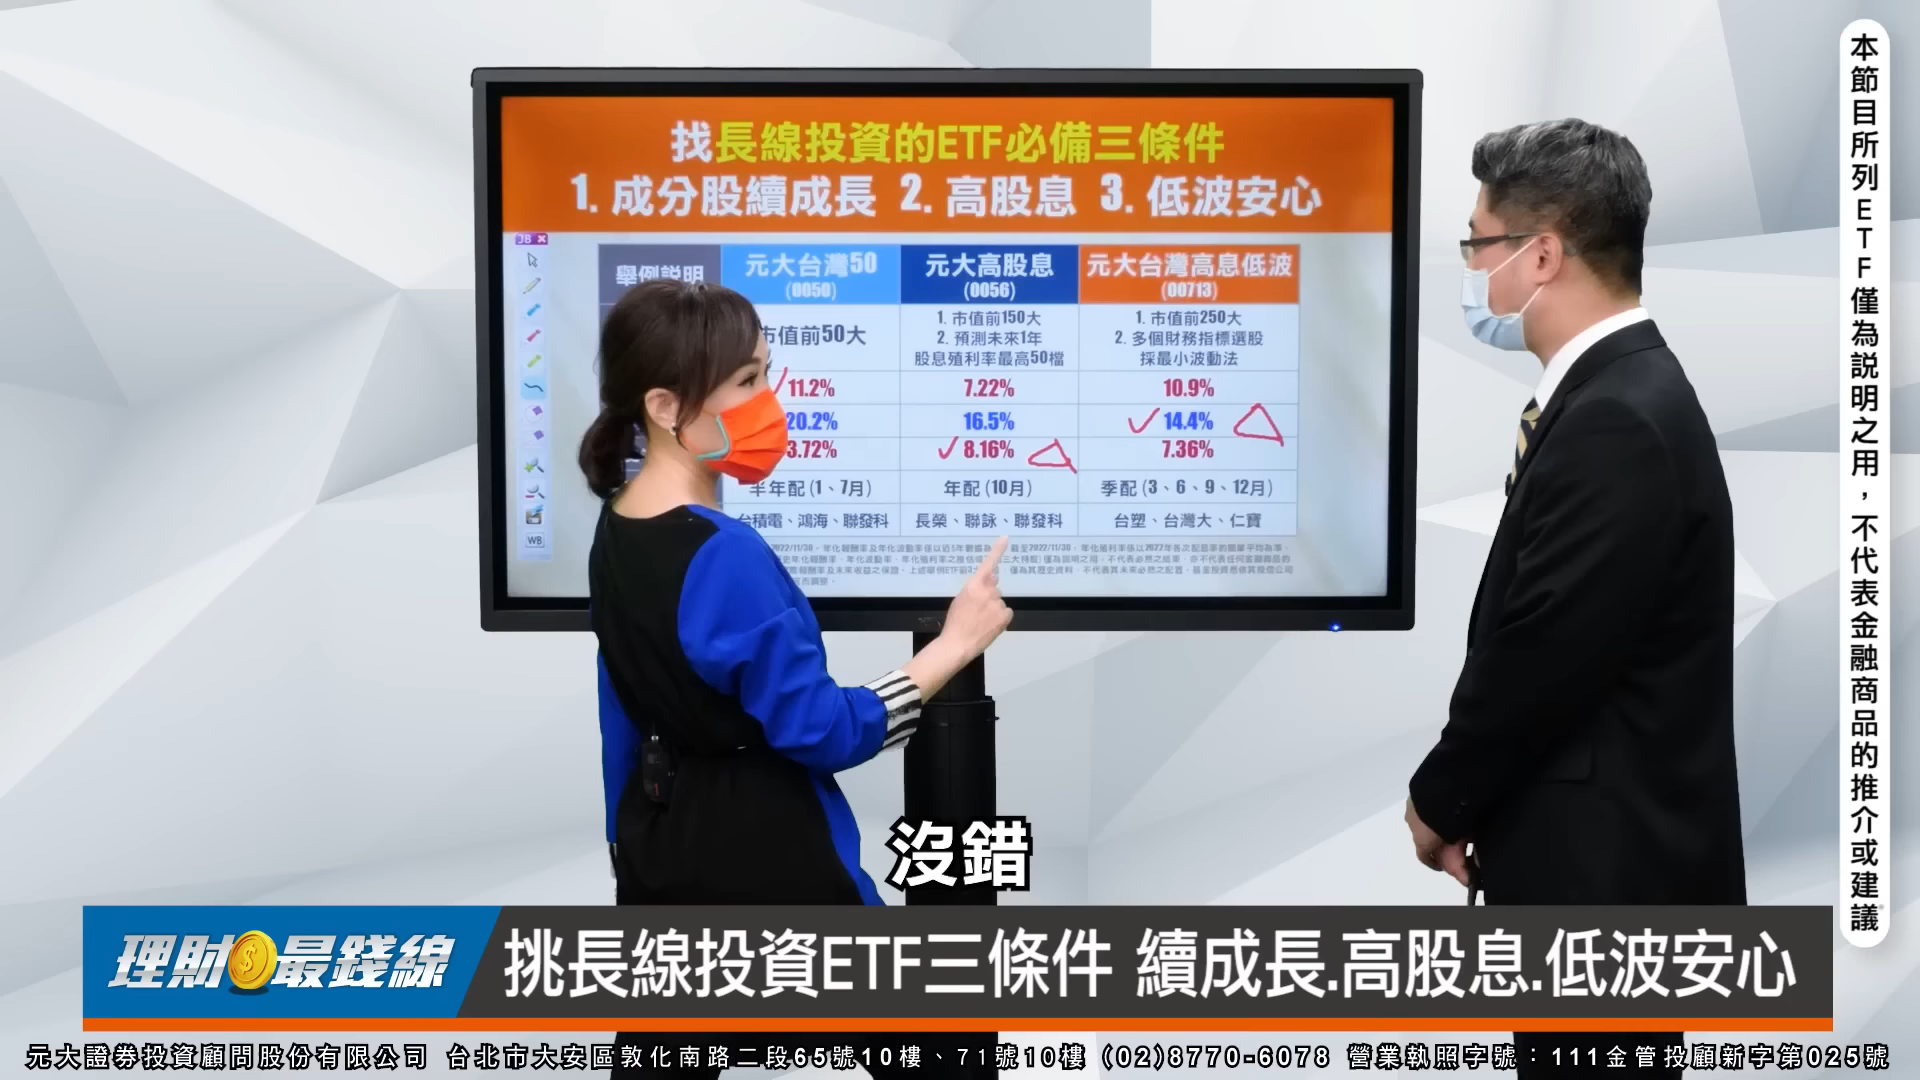 找長線投資的ETF必備三條件
1. 成分股續成長 2. 高股息 3. 低波安心
JB
舉例說明
元大台灣50
(0050)
元大高股息
(0056)
元大台灣高息低波
(00713)
市值前50大
1. 市值前150大
2. 預測未來1年
股息殖利率最高50檔
1. 市值前250大
2. 多個財務指標選股
採最小波動法
11.2%
7.22%
10.9%
20.2%
16.5%
14.4%
3.72%
8.16%
7.36%
半年配 (1、7月)
年配 (10月)
季配 (3、6、9、12月)
台積電、鴻海、聯發科
長榮、聯詠、聯發科
台塑、台灣大、仁寶
WB
本節目所列ETF僅為說明之用，不代表金融商品的推介或建議
沒錯
理財最錢線
挑長線投資ETF三條件 續成長.高股息.低波安心
元大證券投資顧問股份有限公司 台北市大安區敦化南路二段65號10樓、71號10樓 (02)8770-6078 營業執照字號：111金管投顧新字第025號